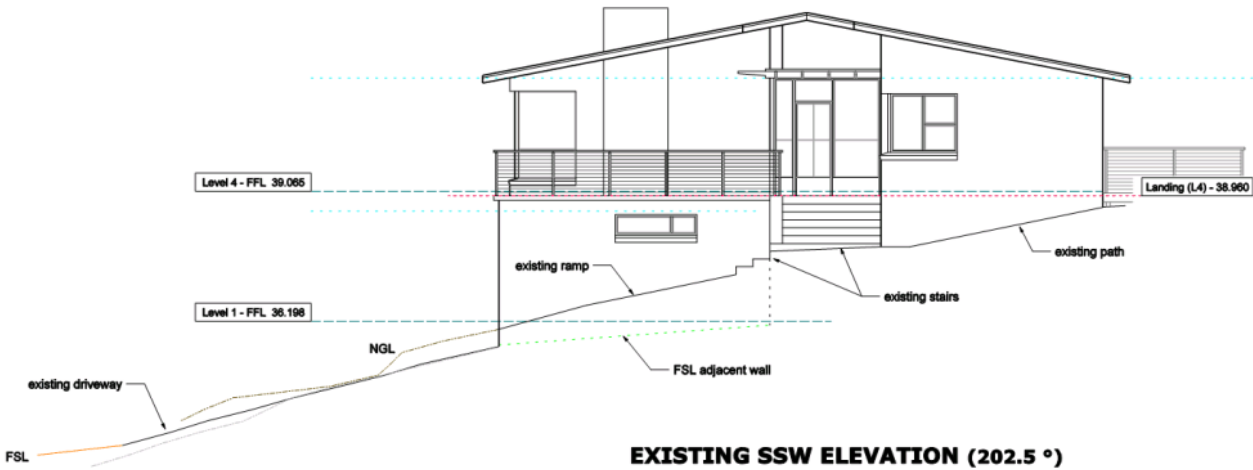 Level 4 - FFL 39.065
Landing (L4) - 38.960
existing path
existing ramp
existing stairs
Level 1 - FFL 36.198
NGL
FSL adjacent wall
existing driveway
FSL
EXISTING SSW ELEVATION (202.5 °)